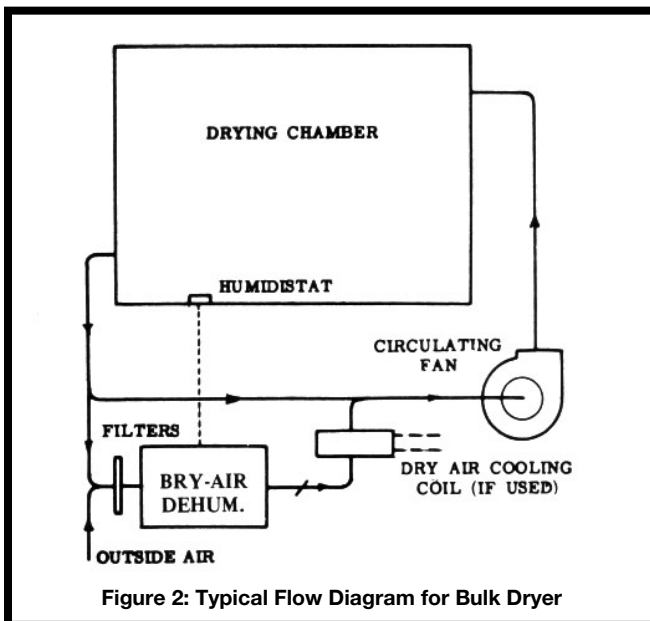 DRYING CHAMBER
HUMIDISTAT
CIRCULATING
FAN
FILTERS
BRY-AIR
DEHUM.
DRY AIR COOLING
COIL (IF USED)
OUTSIDE AIR
Figure 2: Typical Flow Diagram for Bulk Dryer